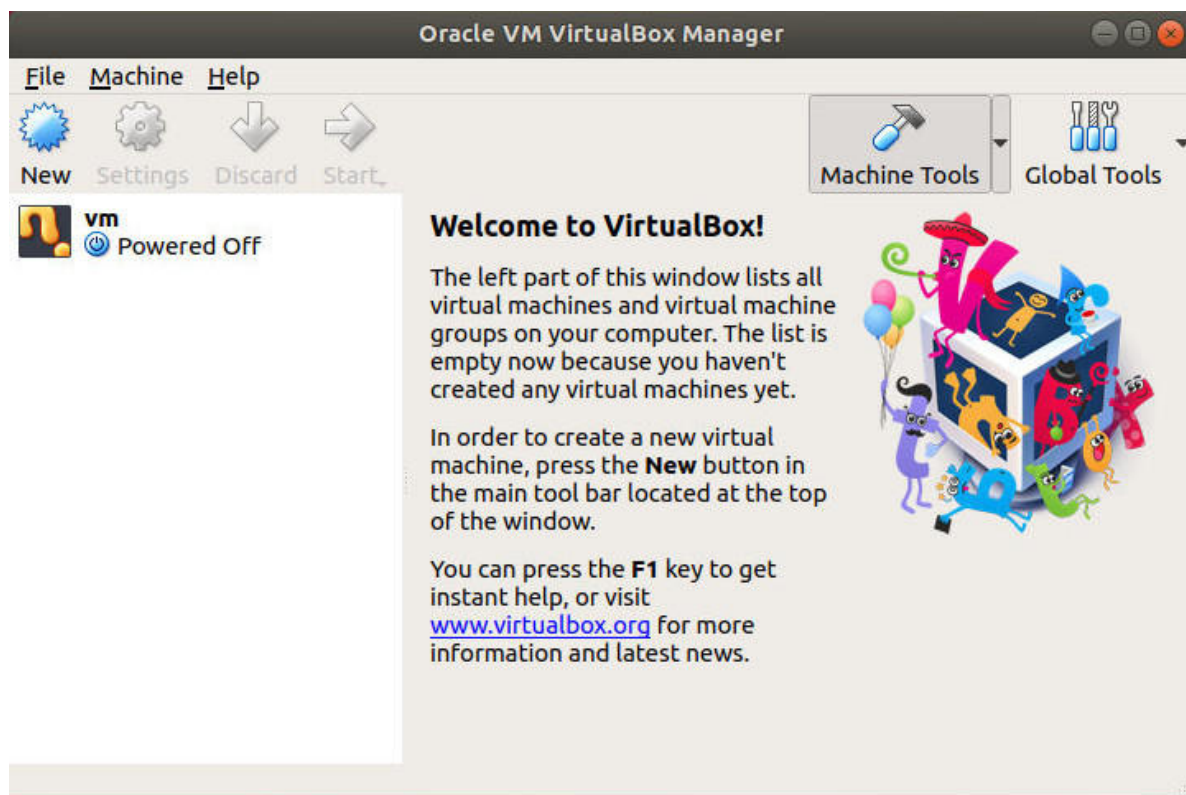 Oracle VM VirtualBox Manager
File Machine Help
New Settings Discard Start
Machine Tools Global Tools
vm
Powered Off
Welcome to VirtualBox!
The left part of this window lists all
virtual machines and virtual machine
groups on your computer. The list is
empty now because you haven't
created any virtual machines yet.
In order to create a new virtual
machine, press the New button in
the main tool bar located at the top
of the window.
You can press the F1 key to get
instant help, or visit
www.virtualbox.org for more
information and latest news.